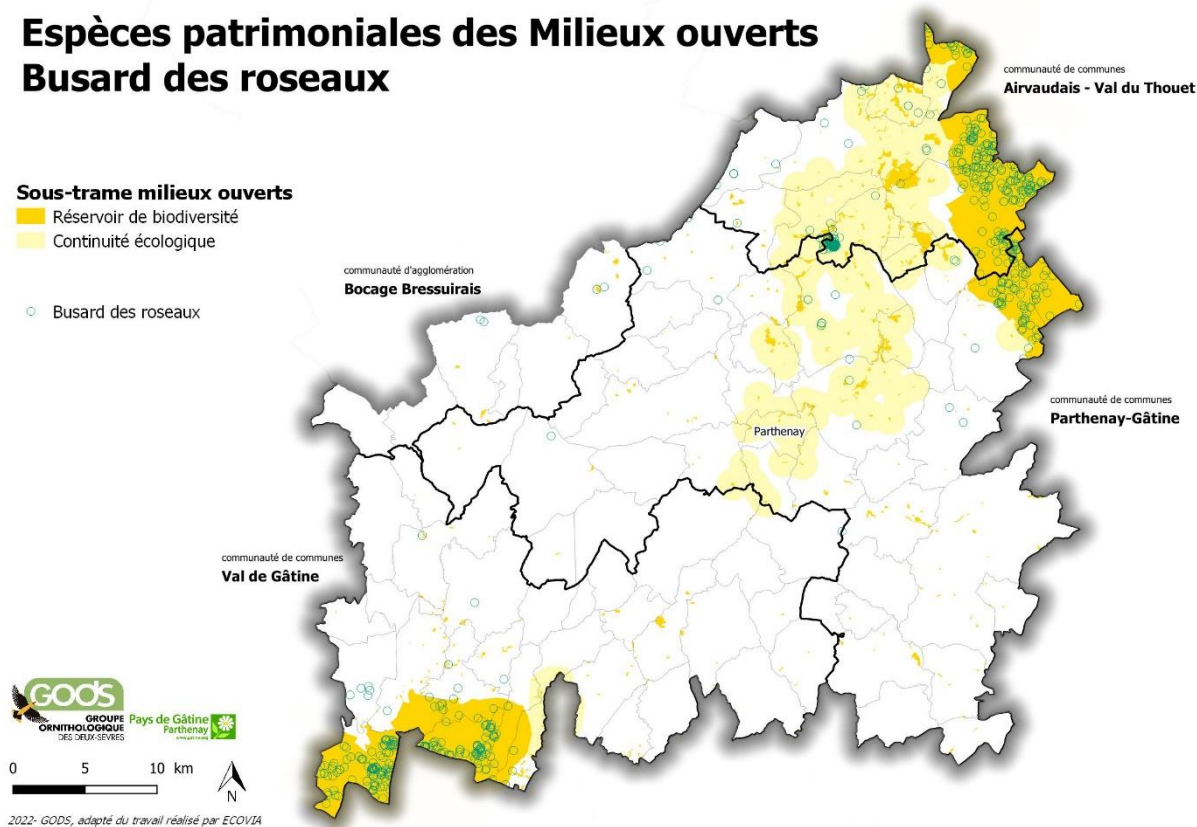 Espèces patrimoniales des Milieux ouverts
Busard des roseaux
communauté de communes
Airvaudais - Val du Thouet
Sous-trame milieux ouverts
Réservoir de biodiversité
Continuité écologique
Busard des roseaux
communauté d'agglomération
Bocage Bressuirais
communauté de communes
Parthenay-Gâtine
Parthenay
communauté de communes
Val de Gâtine
GODS
GROUPE
ORNITHOLOGIQUE
DES DEUX-SÈVRES
Pays de Gâtine
Parthenay
0 5 10 km
N
2022- GODS, adapté du travail réalisé par ECOVIA